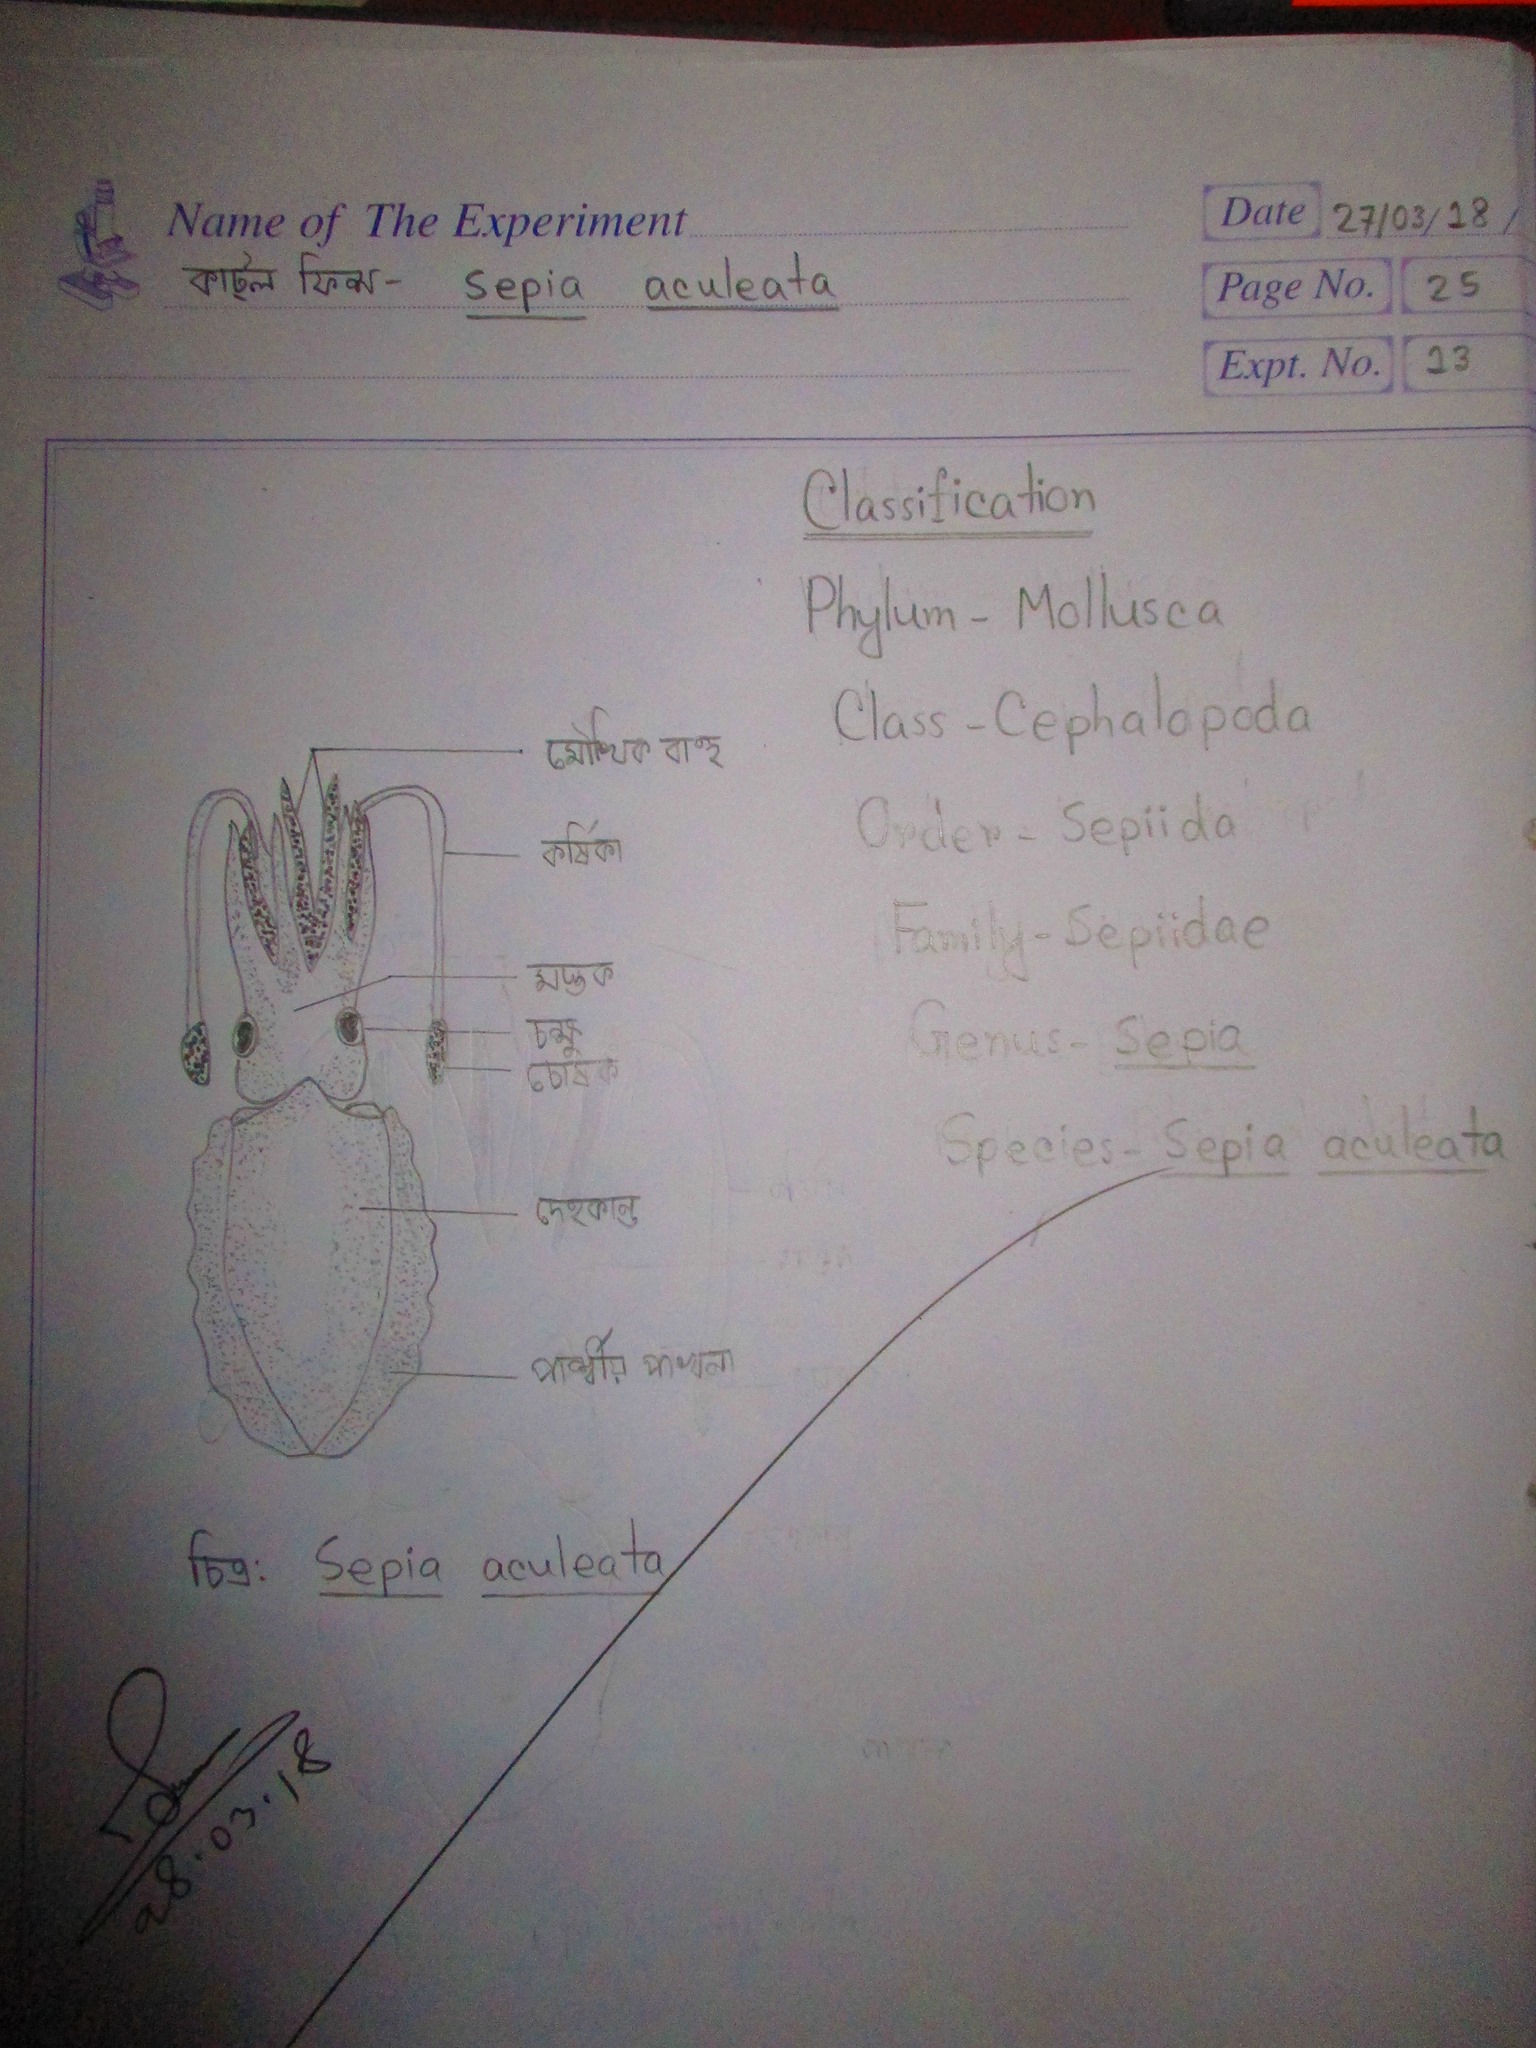 Name of The Experiment
Date 27/03/18
কাট্‌ল ফিস- Sepia aculeata
Page No. 25
Expt. No. 13
Classification
Phylum - Mollusca
Class - Cephalopoda
Order - Sepiida
Family - Sepiidae
Genus - Sepia
Species - Sepia aculeata
মৌখিক বাহু
কর্ষিকা
মস্তক
চক্ষু
চোষক
দেহকান্ড
পার্শ্বীয় পাখনা
চিত্র: Sepia aculeata
28.03.18